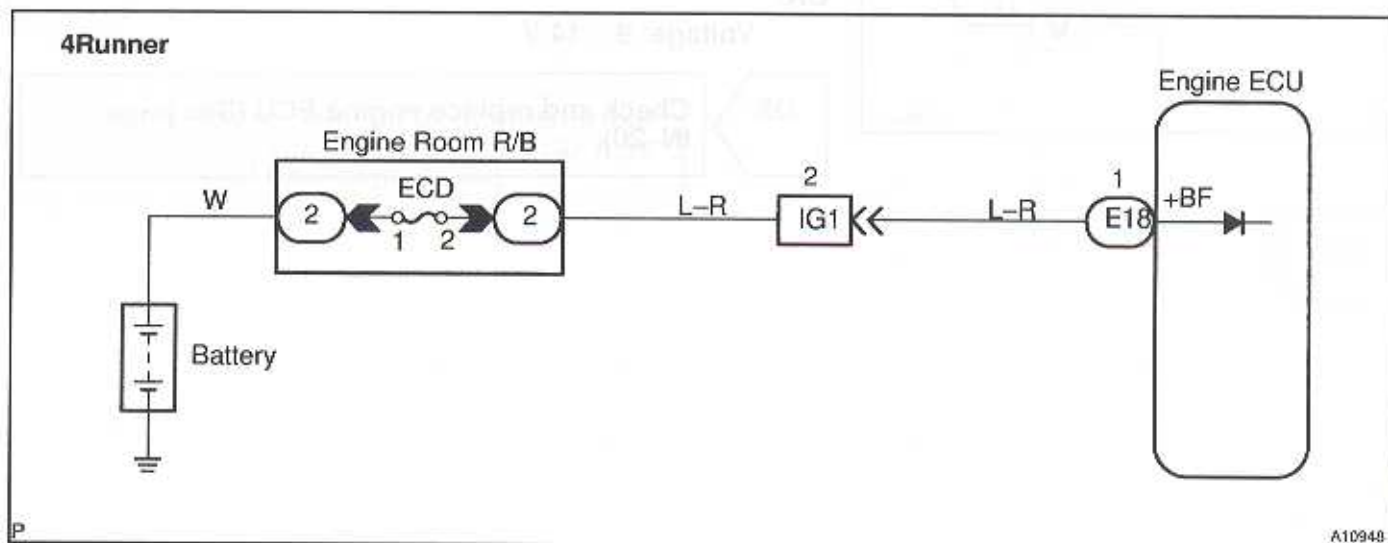 4Runner
Engine ECU
Engine Room R/B
W
2
ECD
1 2
2
L–R
2
IG1
L–R
1
E18
+BF
Battery
P
A10948